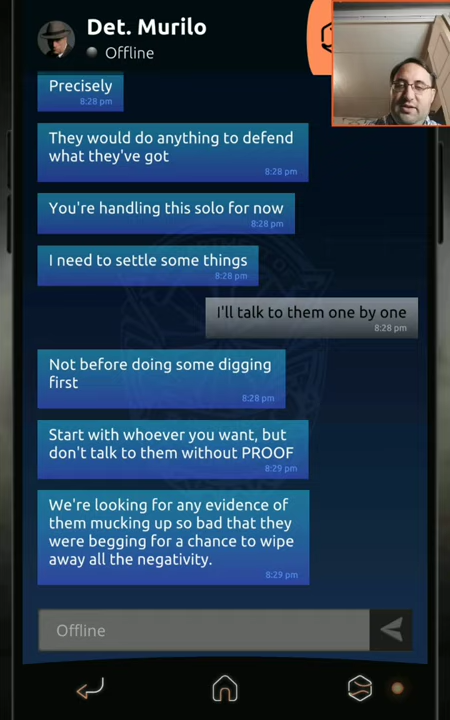 Det. Murilo
Offline
Precisely
8:28 pm
They would do anything to defend
what they've got
8:28 pm
You're handling this solo for now
8:28 pm
I need to settle some things
8:28 pm
I'll talk to them one by one
8:28 pm
Not before doing some digging
first
8:28 pm
Start with whoever you want, but
don't talk to them without PROOF
8:29 pm
We're looking for any evidence of
them mucking up so bad that they
were begging for a chance to wipe
away all the negativity.
8:29 pm
Offline